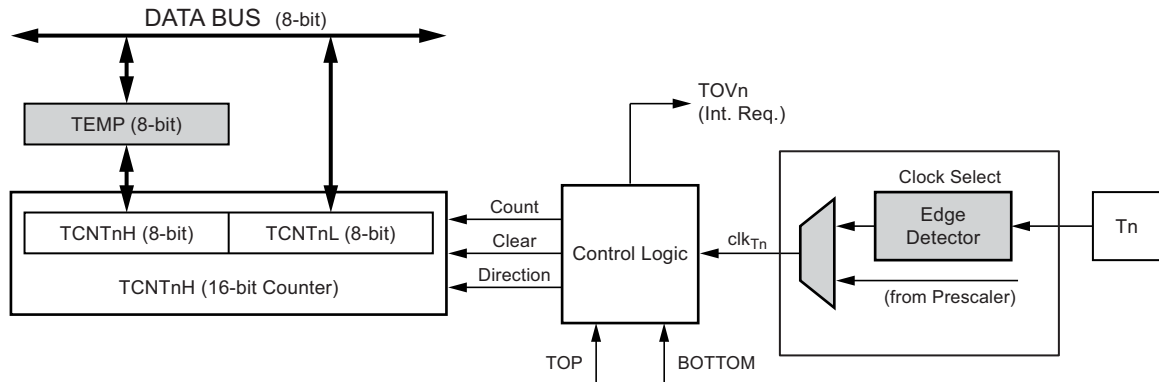 DATA BUS (8-bit)
TEMP (8-bit)
TCNTnH (8-bit)
TCNTnL (8-bit)
TCNTnH (16-bit Counter)
Count
Clear
Direction
TOVn
(Int. Req.)
Control Logic
TOP
BOTTOM
clkTn
Clock Select
Edge
Detector
(from Prescaler)
Tn